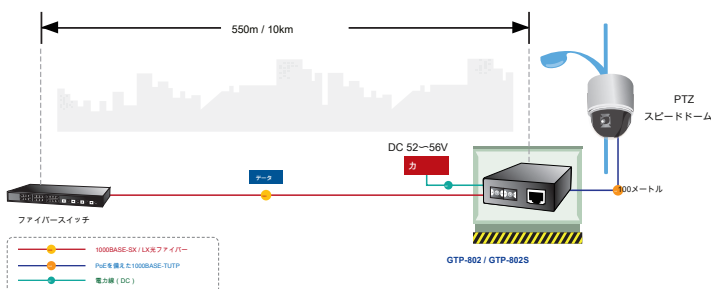 550m / 10km
PTZ
スピードドーム
DC 52〜56V
カ
データ
100メートル
ファイバースイッチ
GTP-802 / GTP-802S
1000BASE-SX / LX光ファイバー
PoEを備えた1000BASE-TUTP
電力線（DC）